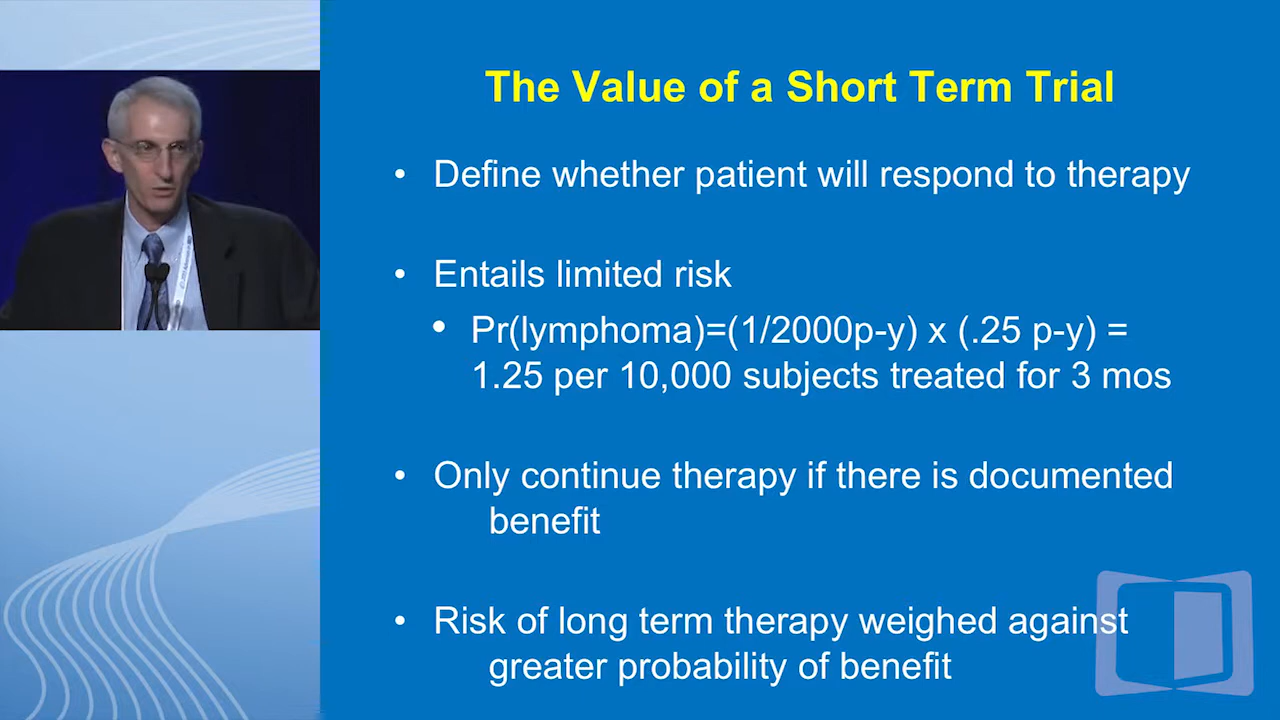 The Value of a Short Term Trial
• Define whether patient will respond to therapy
• Entails limited risk
• Pr(lymphoma)=(1/2000p-y) x (.25 p-y) =
1.25 per 10,000 subjects treated for 3 mos
• Only continue therapy if there is documented
benefit
• Risk of long term therapy weighed against
greater probability of benefit